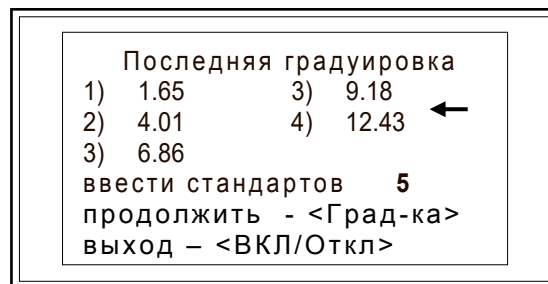 Последняя градуировка
1) 1.65 3) 9.18
2) 4.01 4) 12.43
3) 6.86
ввести стандартов 5
продолжить - <Град-ка>
выход – <ВКЛ/Откл>